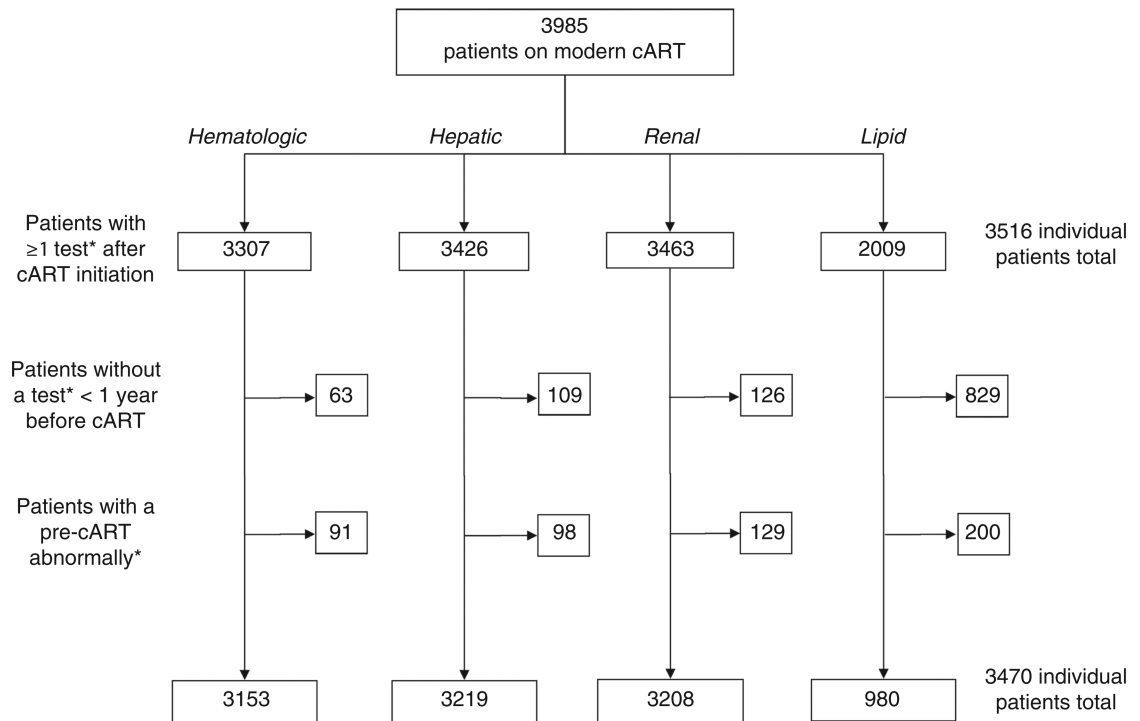 3985
patients on modern cART
Hematologic
Hepatic
Renal
Lipid
Patients with
≥1 test* after
cART initiation
3307
3426
3463
2009
3516 individual
patients total
Patients without
a test* < 1 year
before cART
63
109
126
829
Patients with a
pre-cART
abnormally*
91
98
129
200
3153
3219
3208
980
3470 individual
patients total